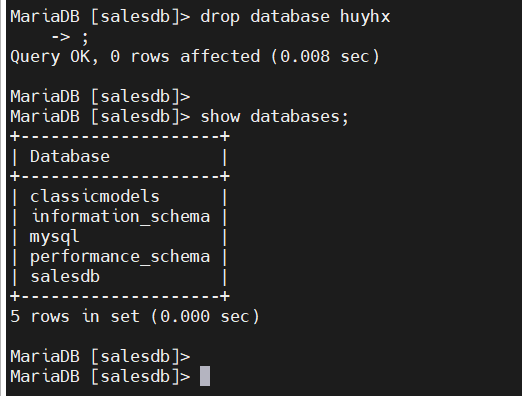 MariaDB [salesdb]> drop database huyhx
    -> ;
Query OK, 0 rows affected (0.008 sec)

MariaDB [salesdb]>
MariaDB [salesdb]> show databases;
+--------------------+
| Database           |
+--------------------+
| classicmodels      |
| information_schema |
| mysql              |
| performance_schema |
| salesdb            |
+--------------------+
5 rows in set (0.000 sec)

MariaDB [salesdb]>
MariaDB [salesdb]>